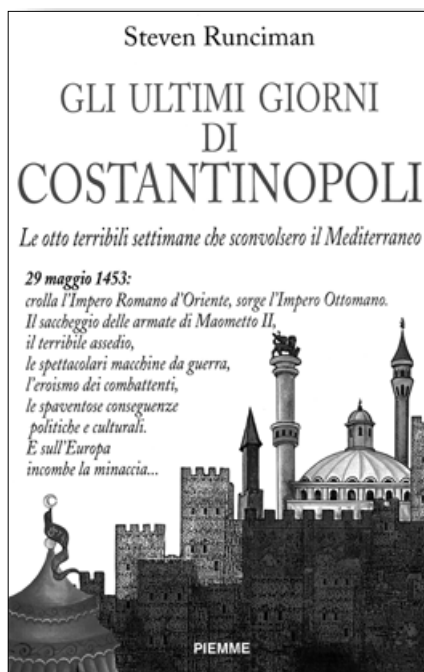 Steven Runciman
GLI ULTIMI GIORNI
DI
COSTANTINOPOLI
Le otto terribili settimane che sconvolsero il Mediterraneo
29 maggio 1453:
crolla l'Impero Romano d'Oriente, sorge l'Impero Ottomano.
Il saccheggio delle armate di Maometto II,
il terribile assedio,
le spettacolari macchine da guerra,
l'eroismo dei combattenti,
le spaventose conseguenze
politiche e culturali.
E sull'Europa
incombe la minaccia...
PIEMME